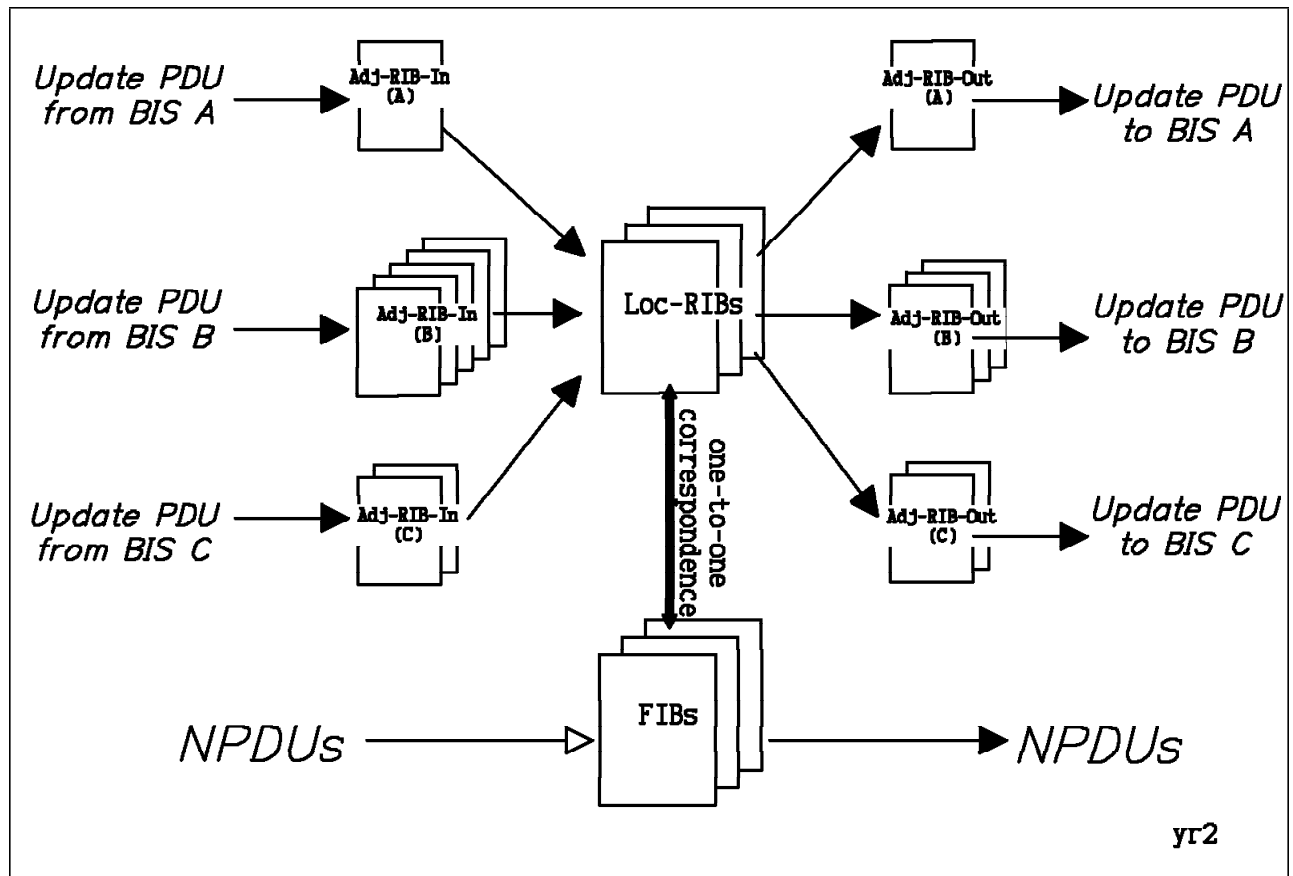 Update PDU
from BIS A
Adj-RIB-In
(A)
Adj-RIB-Out
(A)
Update PDU
to BIS A
Update PDU
from BIS B
Adj-RIB-In
(B)
Loc-RIBs
Adj-RIB-Out
(B)
Update PDU
to BIS B
one-to-one
correspondence
Update PDU
from BIS C
Adj-RIB-In
(C)
Adj-RIB-Out
(C)
Update PDU
to BIS C
NPDUs
FIBs
NPDUs
yr2